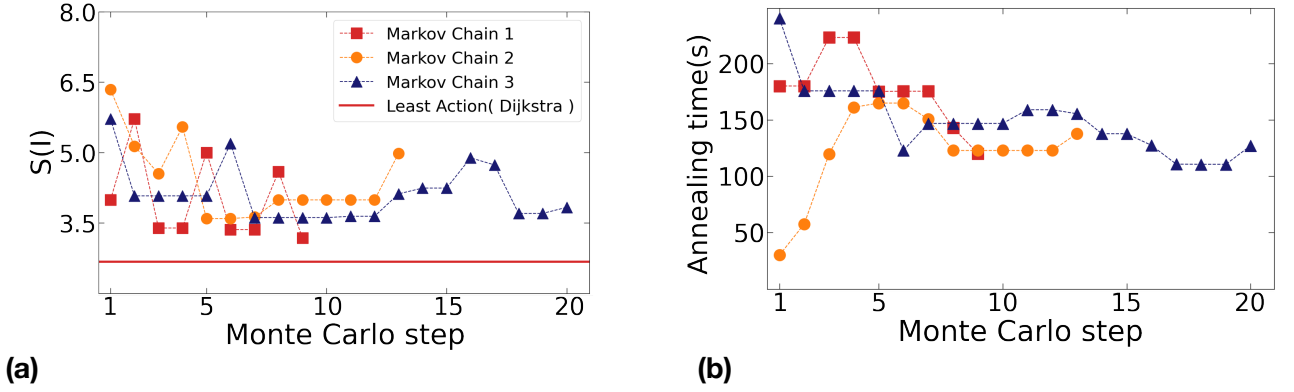 8.0
6.5
5.0
3.5
S(I)
Markov Chain 1
Markov Chain 2
Markov Chain 3
Least Action( Dijkstra )
1 5 10 15 20
Monte Carlo step
(a)
200
150
100
50
Annealing time(s)
1 5 10 15 20
Monte Carlo step
(b)